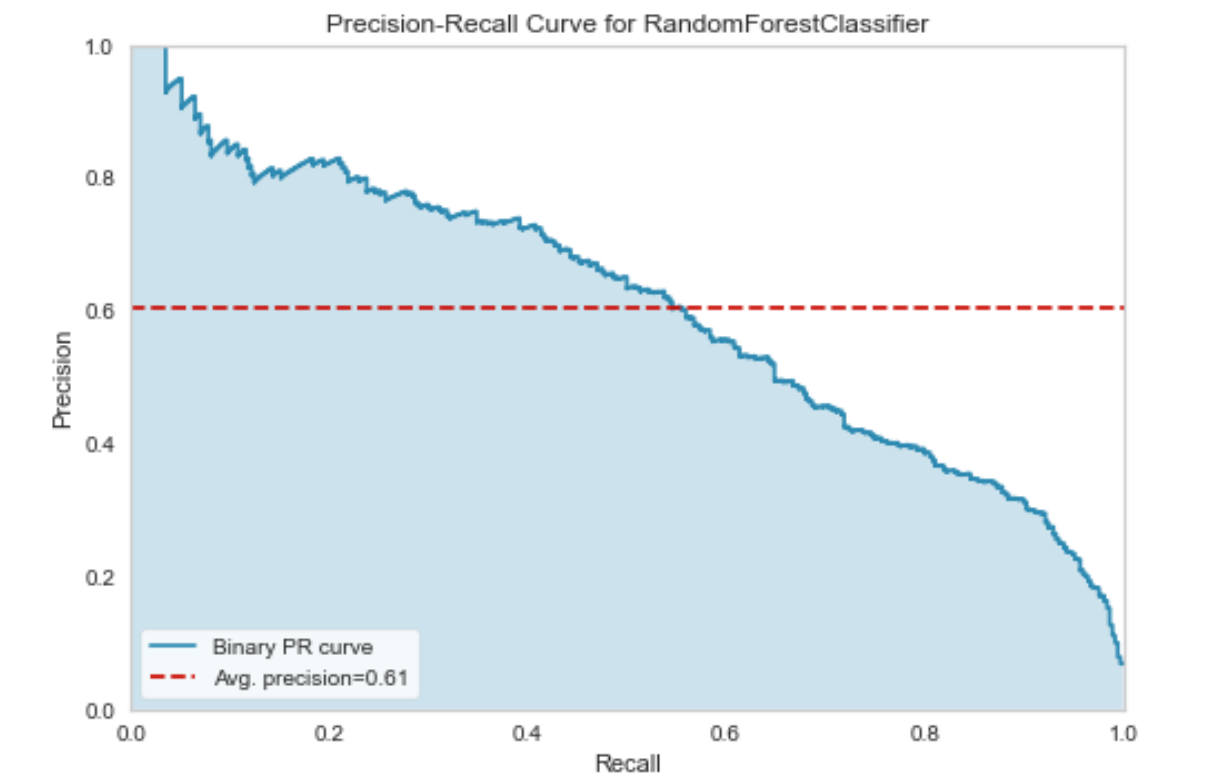 Precision-Recall Curve for RandomForestClassifier
1.0
0.8
0.6
0.4
0.2
0.0
Precision
Binary PR curve
Avg. precision=0.61
0.0 0.2 0.4 0.6 0.8 1.0
Recall